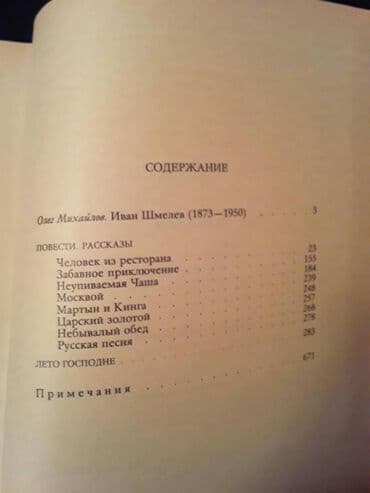 СОДЕРЖАНИЕ
Олег Михайлов. Иван Шмелев (1873—1950) . . . 3
ПОВЕСТИ. РАССКАЗЫ
Человек из ресторана . . . 23
Забавное приключение . . . 155
Неупиваемая Чаша . . . 184
Москвой . . . 239
Мартын и Кинга . . . 248
Царский золотой . . . 257
Небывалый обед . . . 268
Русская песня . . . 278
ЛЕТО ГОСПОДНЕ . . . 283
Примечания . . . 671